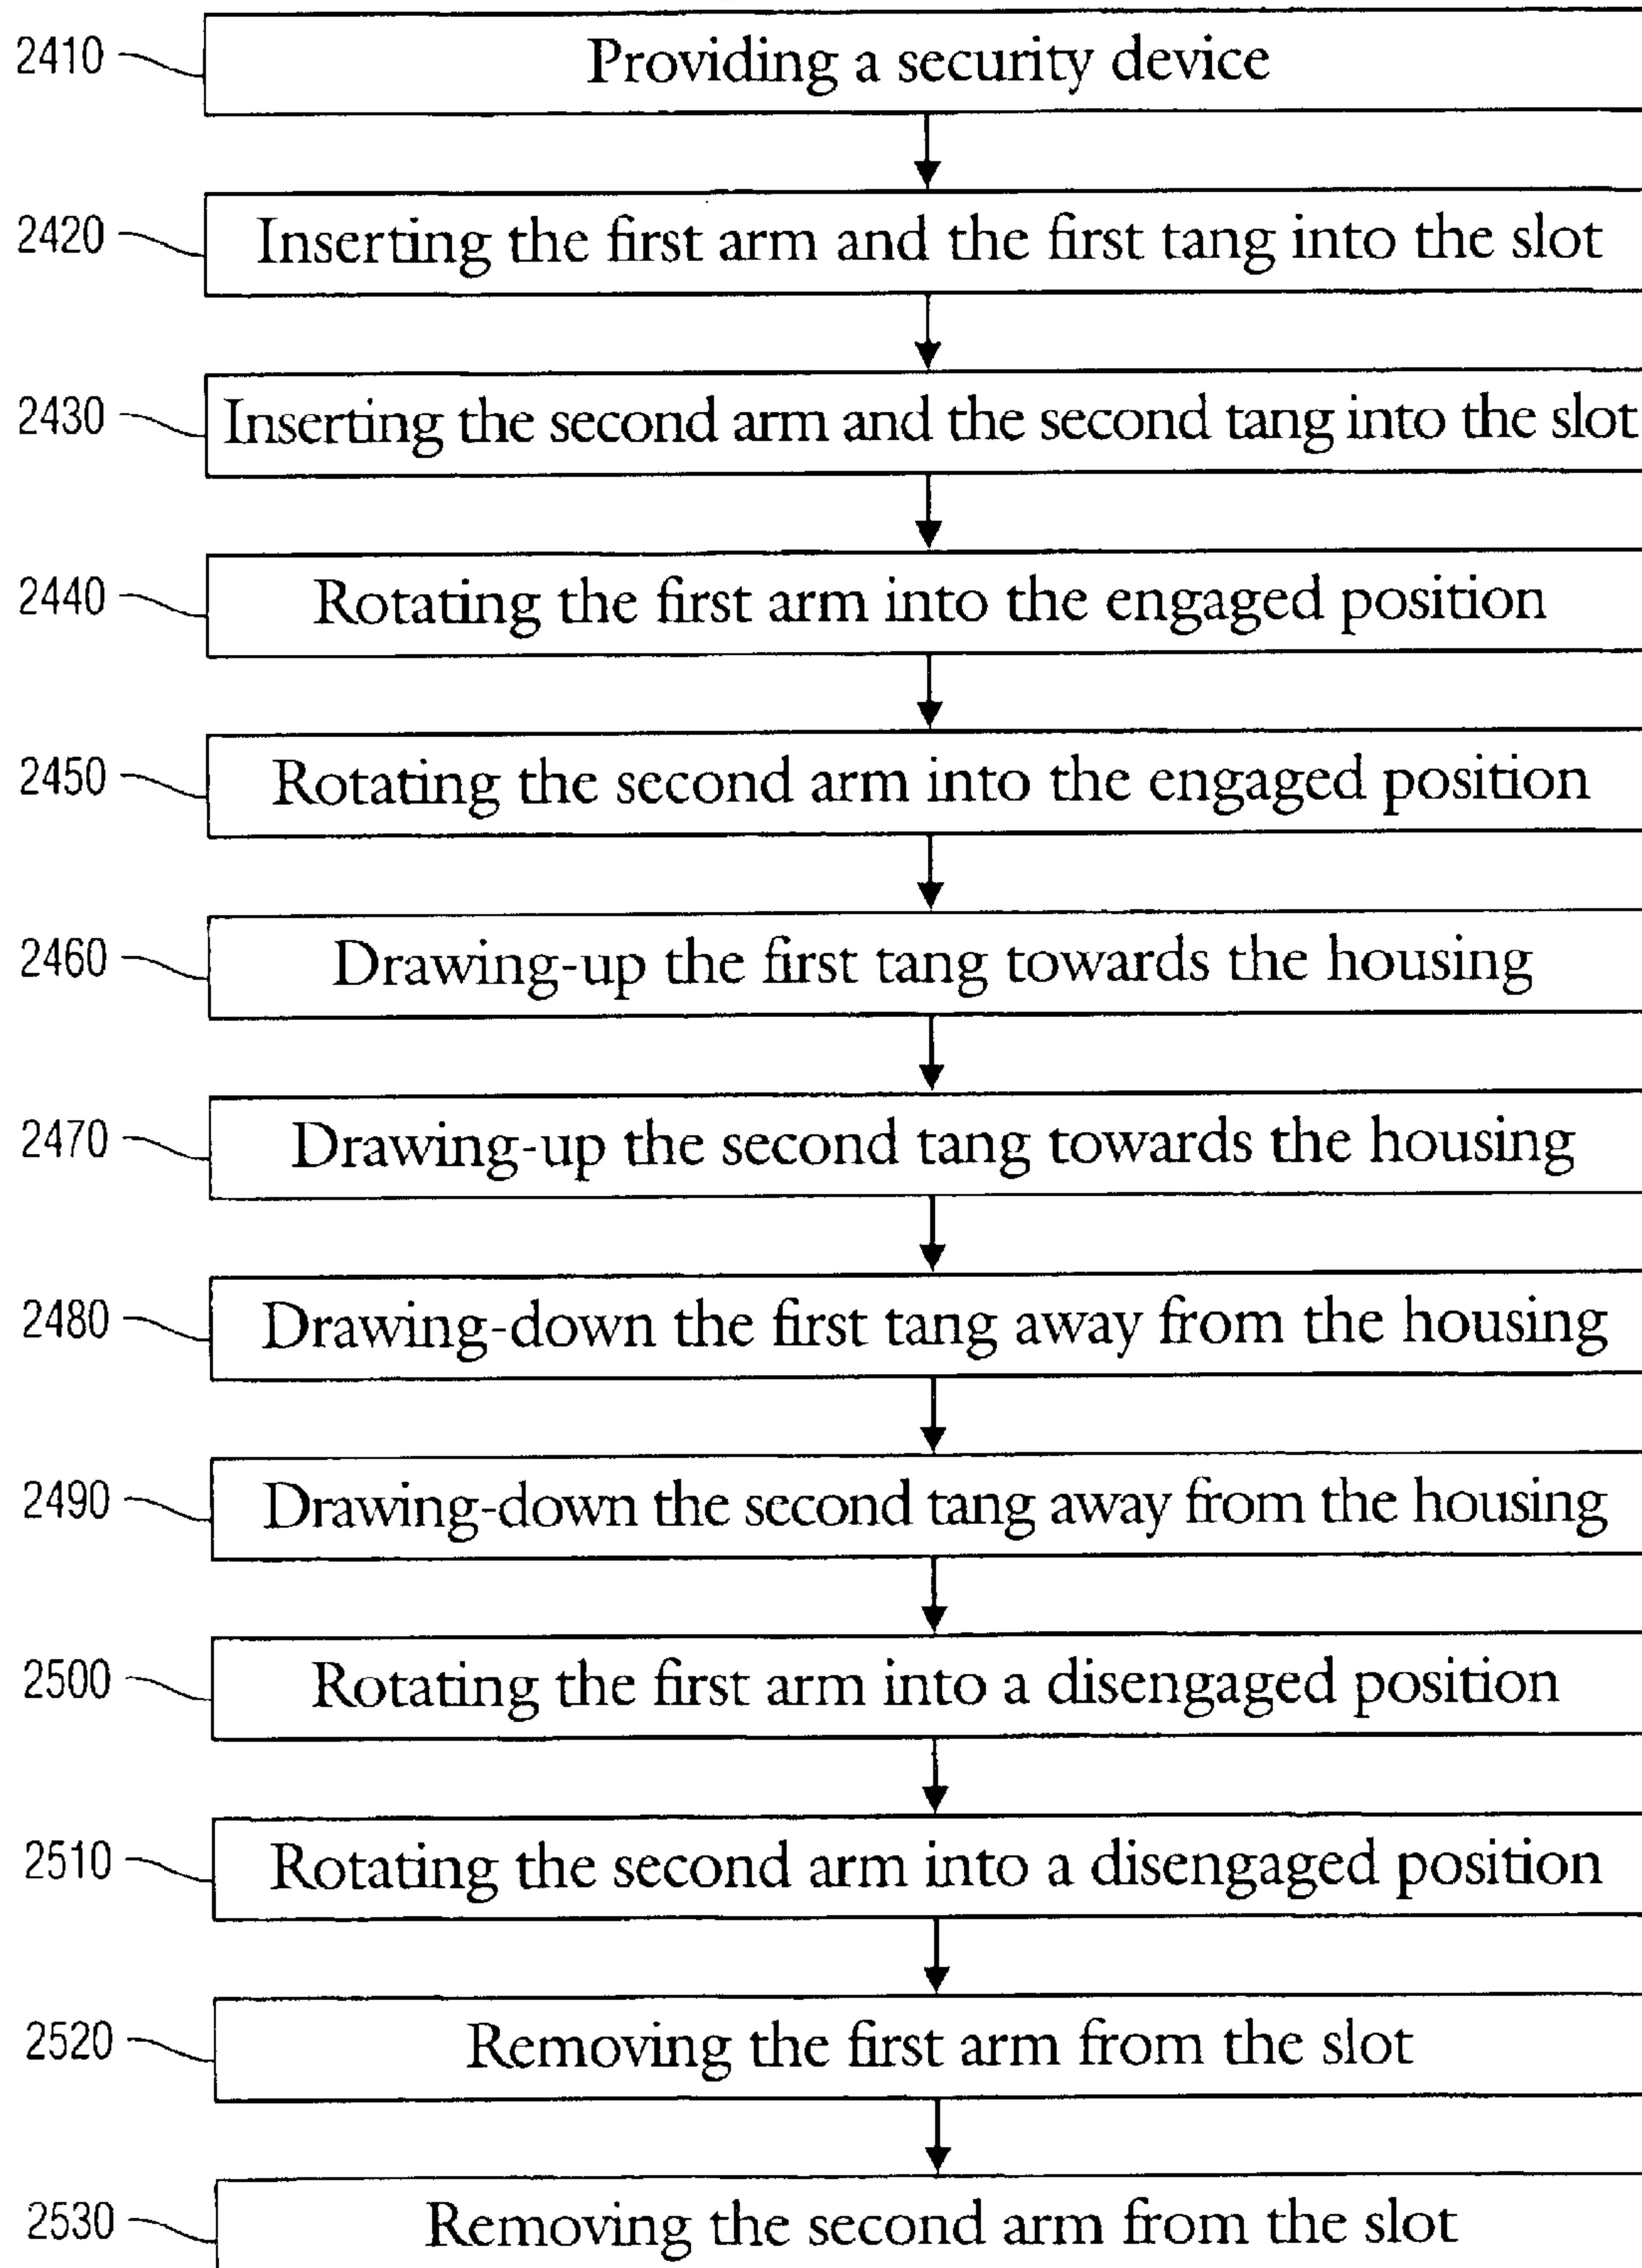 2410 Providing a security device
2420 Inserting the first arm and the first tang into the slot
2430 Inserting the second arm and the second tang into the slot
2440 Rotating the first arm into the engaged position
2450 Rotating the second arm into the engaged position
2460 Drawing-up the first tang towards the housing
2470 Drawing-up the second tang towards the housing
2480 Drawing-down the first tang away from the housing
2490 Drawing-down the second tang away from the housing
2500 Rotating the first arm into a disengaged position
2510 Rotating the second arm into a disengaged position
2520 Removing the first arm from the slot
2530 Removing the second arm from the slot